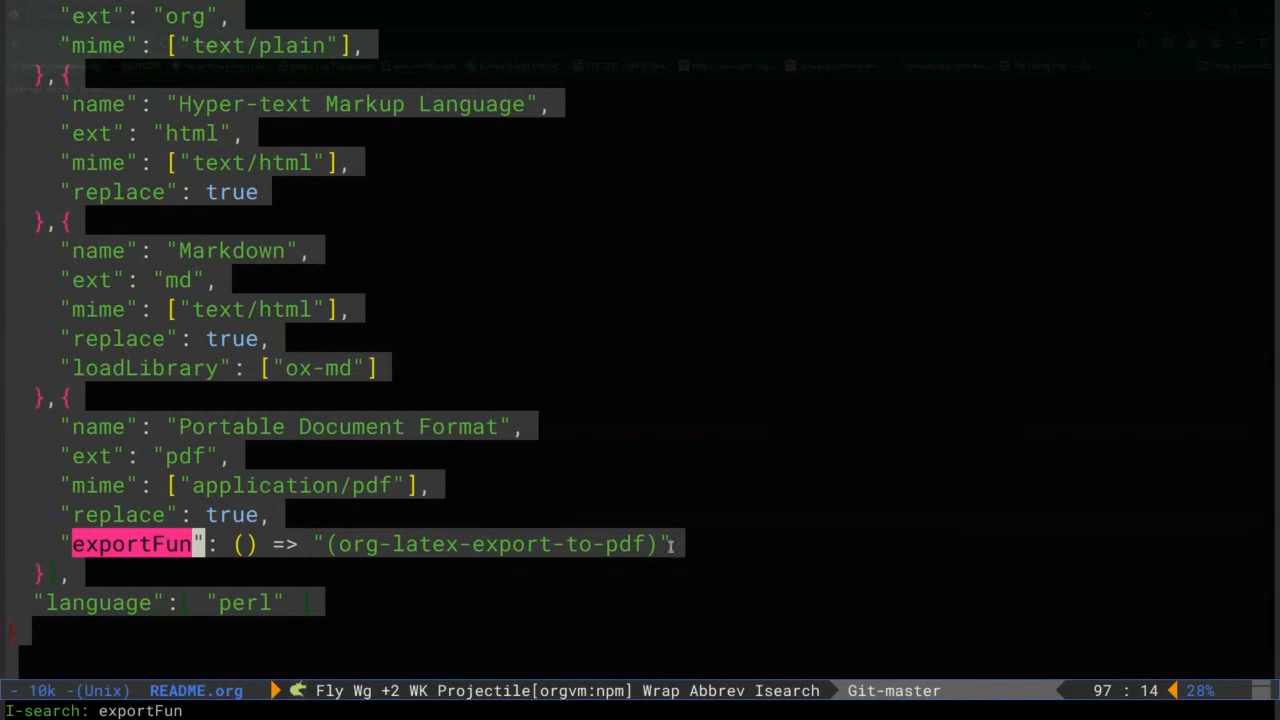 "ext": "org",
"mime": ["text/plain"],
},{
"name": "Hyper-text Markup Language",
"ext": "html",
"mime": ["text/html"],
"replace": true
},{
"name": "Markdown",
"ext": "md",
"mime": ["text/html"],
"replace": true,
"loadLibrary": ["ox-md"]
},{
"name": "Portable Document Format",
"ext": "pdf",
"mime": ["application/pdf"],
"replace": true,
"exportFun": () => "(org-latex-export-to-pdf)"
}],
"language":[ "perl" ]
}
- 10k -(Unix) README.org Fly Wg +2 WK Projectile[orgvm:npm] Wrap Abbrev Isearch Git-master 97 : 14 28%
I-search: exportFun